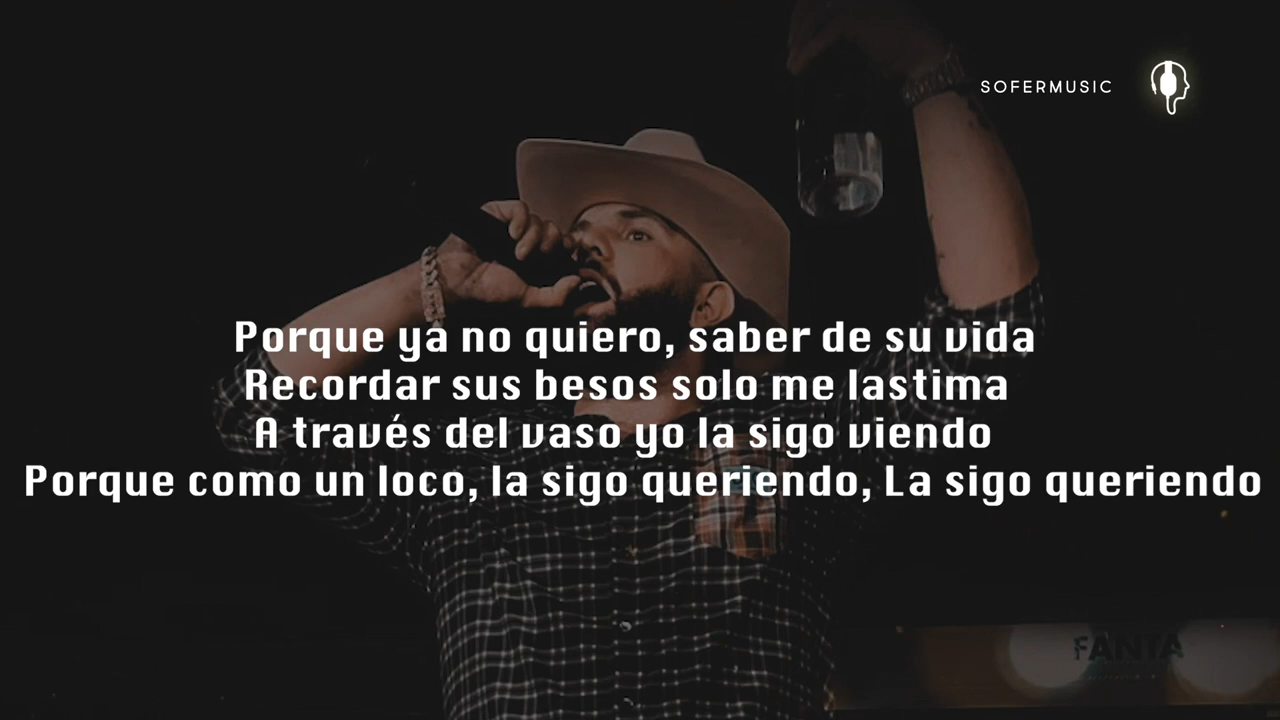 SOFERMUSIC
Porque ya no quiero, saber de su vida
Recordar sus besos solo me lastima
A través del vaso yo la sigo viendo
Porque como un loco, la sigo queriendo, La sigo queriendo
FANTA